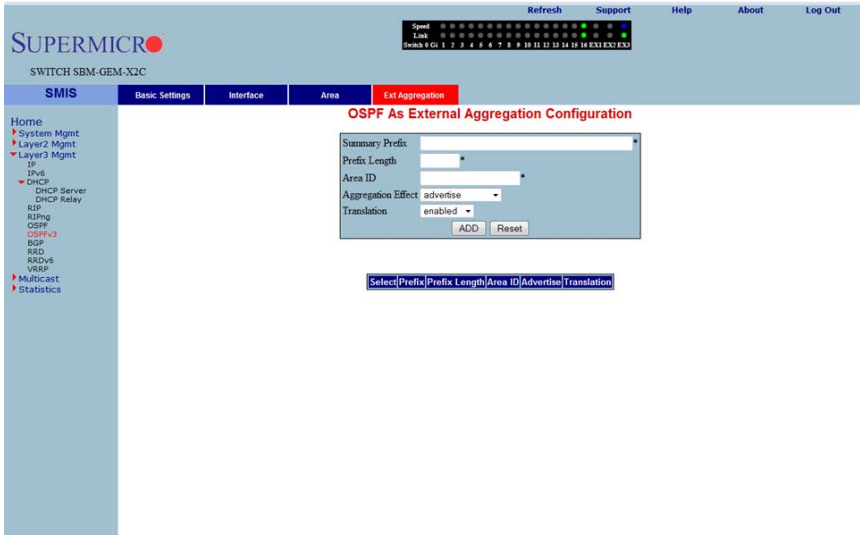 Refresh Support Help About Log Out
Speed
Link
Switch 0 Gi 1 2 3 4 5 6 7 8 9 10 11 12 13 14 15 16 EX1 EX2 EX3
SUPERMICRO
SWITCH SBM-GEM-X2C
SMIS Basic Settings Interface Area Ext Aggregation
Home
System Mgmt
Layer2 Mgmt
Layer3 Mgmt
IP
IPv6
DHCP
DHCP Server
DHCP Relay
RIP
RIPng
OSPF
OSPFv3
BGP
RRD
RRDv6
VRRP
Multicast
Statistics
OSPF As External Aggregation Configuration
Summary Prefix *
Prefix Length *
Area ID *
Aggregation Effect advertise
Translation enabled
ADD Reset
Select Prefix Prefix Length Area ID Advertise Translation